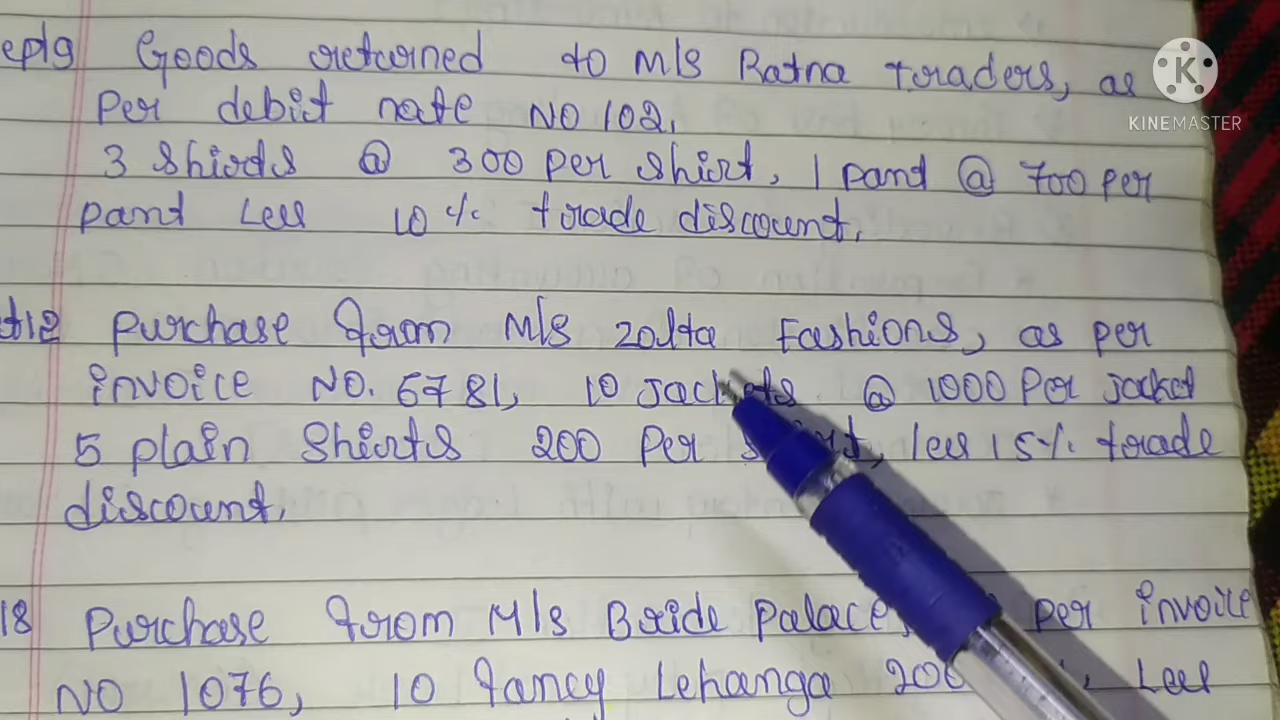 ept9 Goods returned to M/s Ratna traders, as
Per debit note NO 102.
3 Shirts @ 300 per shirt, 1 pant @ 700 per
pant Less 10% trade discount.
t12 Purchase from M/s Zolta Fashions, as per
invoice NO. 6781, 10 Jackets @ 1000 Per Jacket
5 plain Shirts 200 Per less 15% trade
discount.
18 Purchase from M/s Bride Palace, per invoice
NO 1076, 10 fancy Lehanga Less
K
KINEMASTER